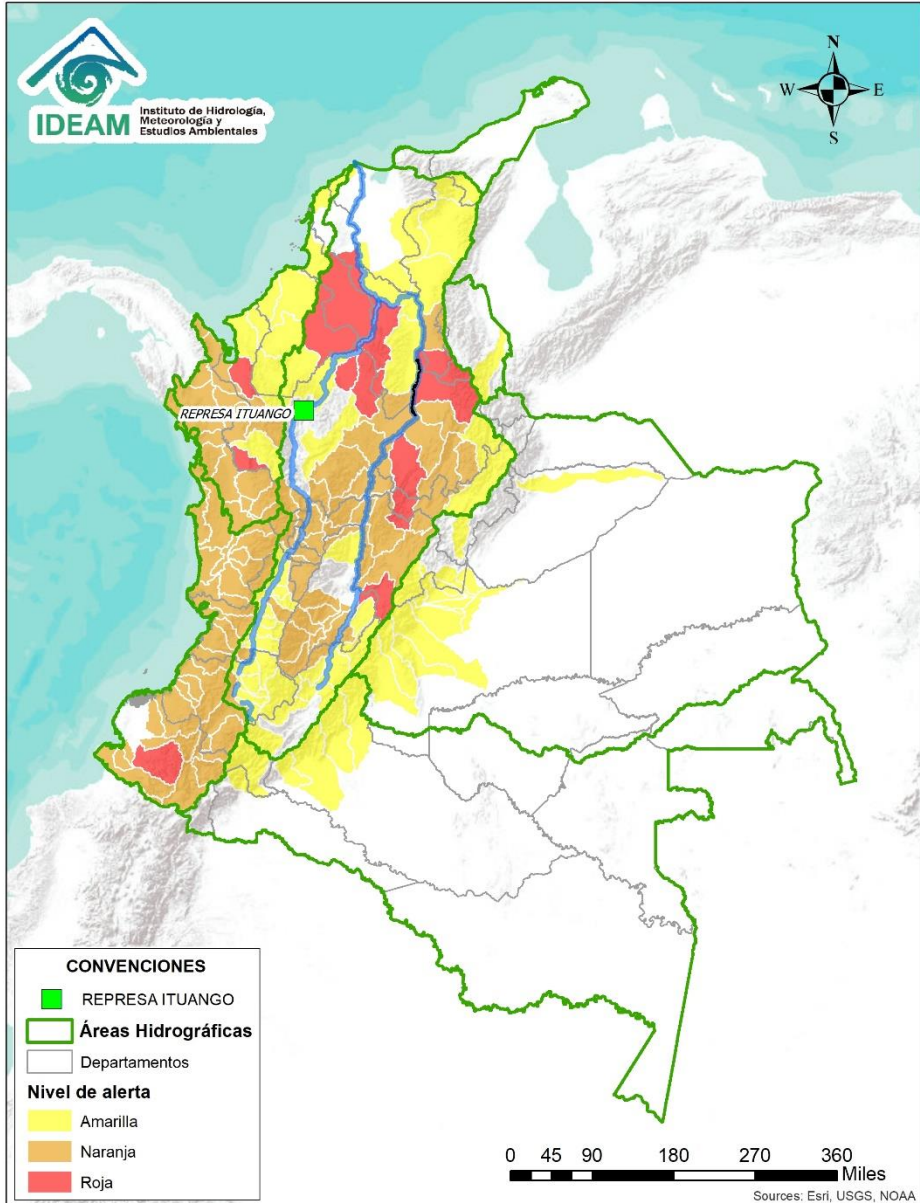 IDEAM
Instituto de Hidrología,
Meteorología y
Estudios Ambientales
N
W
E
S
REPRESA ITUANGO
CONVENCIONES
REPRESA ITUANGO
Áreas Hidrográficas
Departamentos
Nivel de alerta
Amarilla
Naranja
Roja
0 45 90 180 270 360
Miles
Sources: Esri, USGS, NOAA